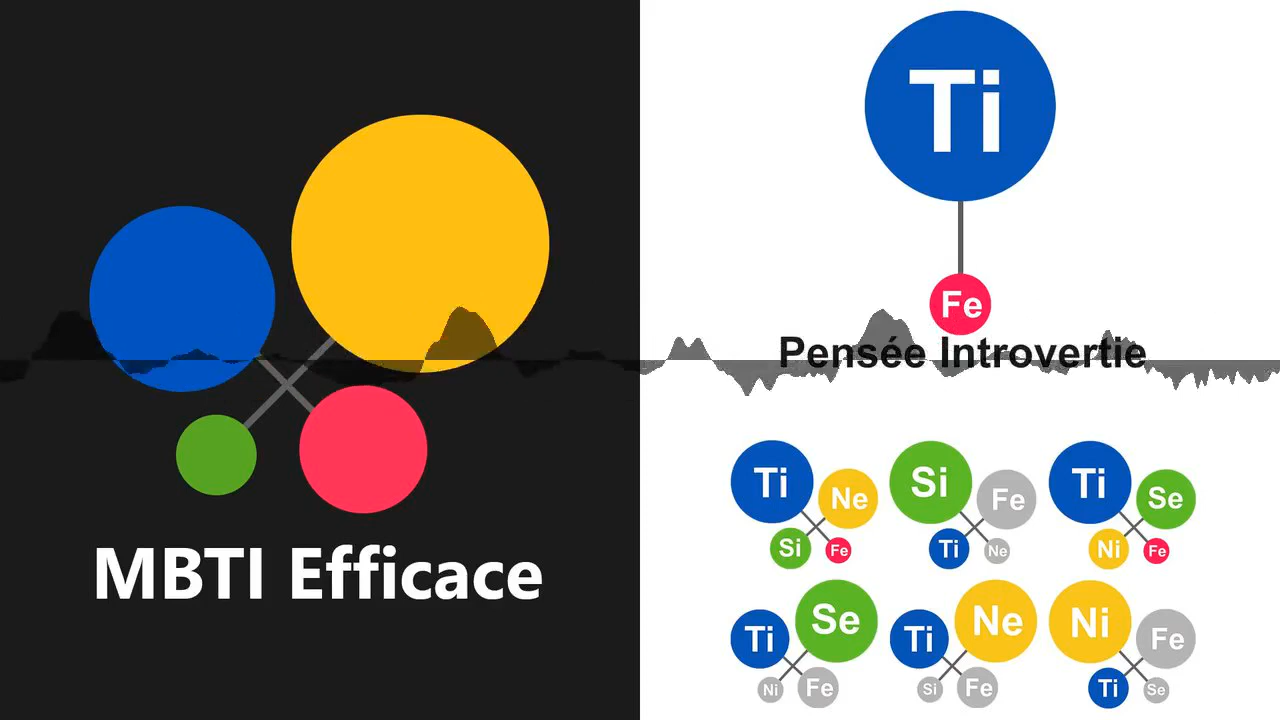 MBTI Efficace
Ti
Fe
Pensée Introvertie
Ti
Ne
Si
Fe
Si
Fe
Ti
Ne
Ti
Se
Ni
Fe
Ti
Se
Ni
Fe
Ti
Ne
Si
Fe
Ni
Fe
Ti
Se